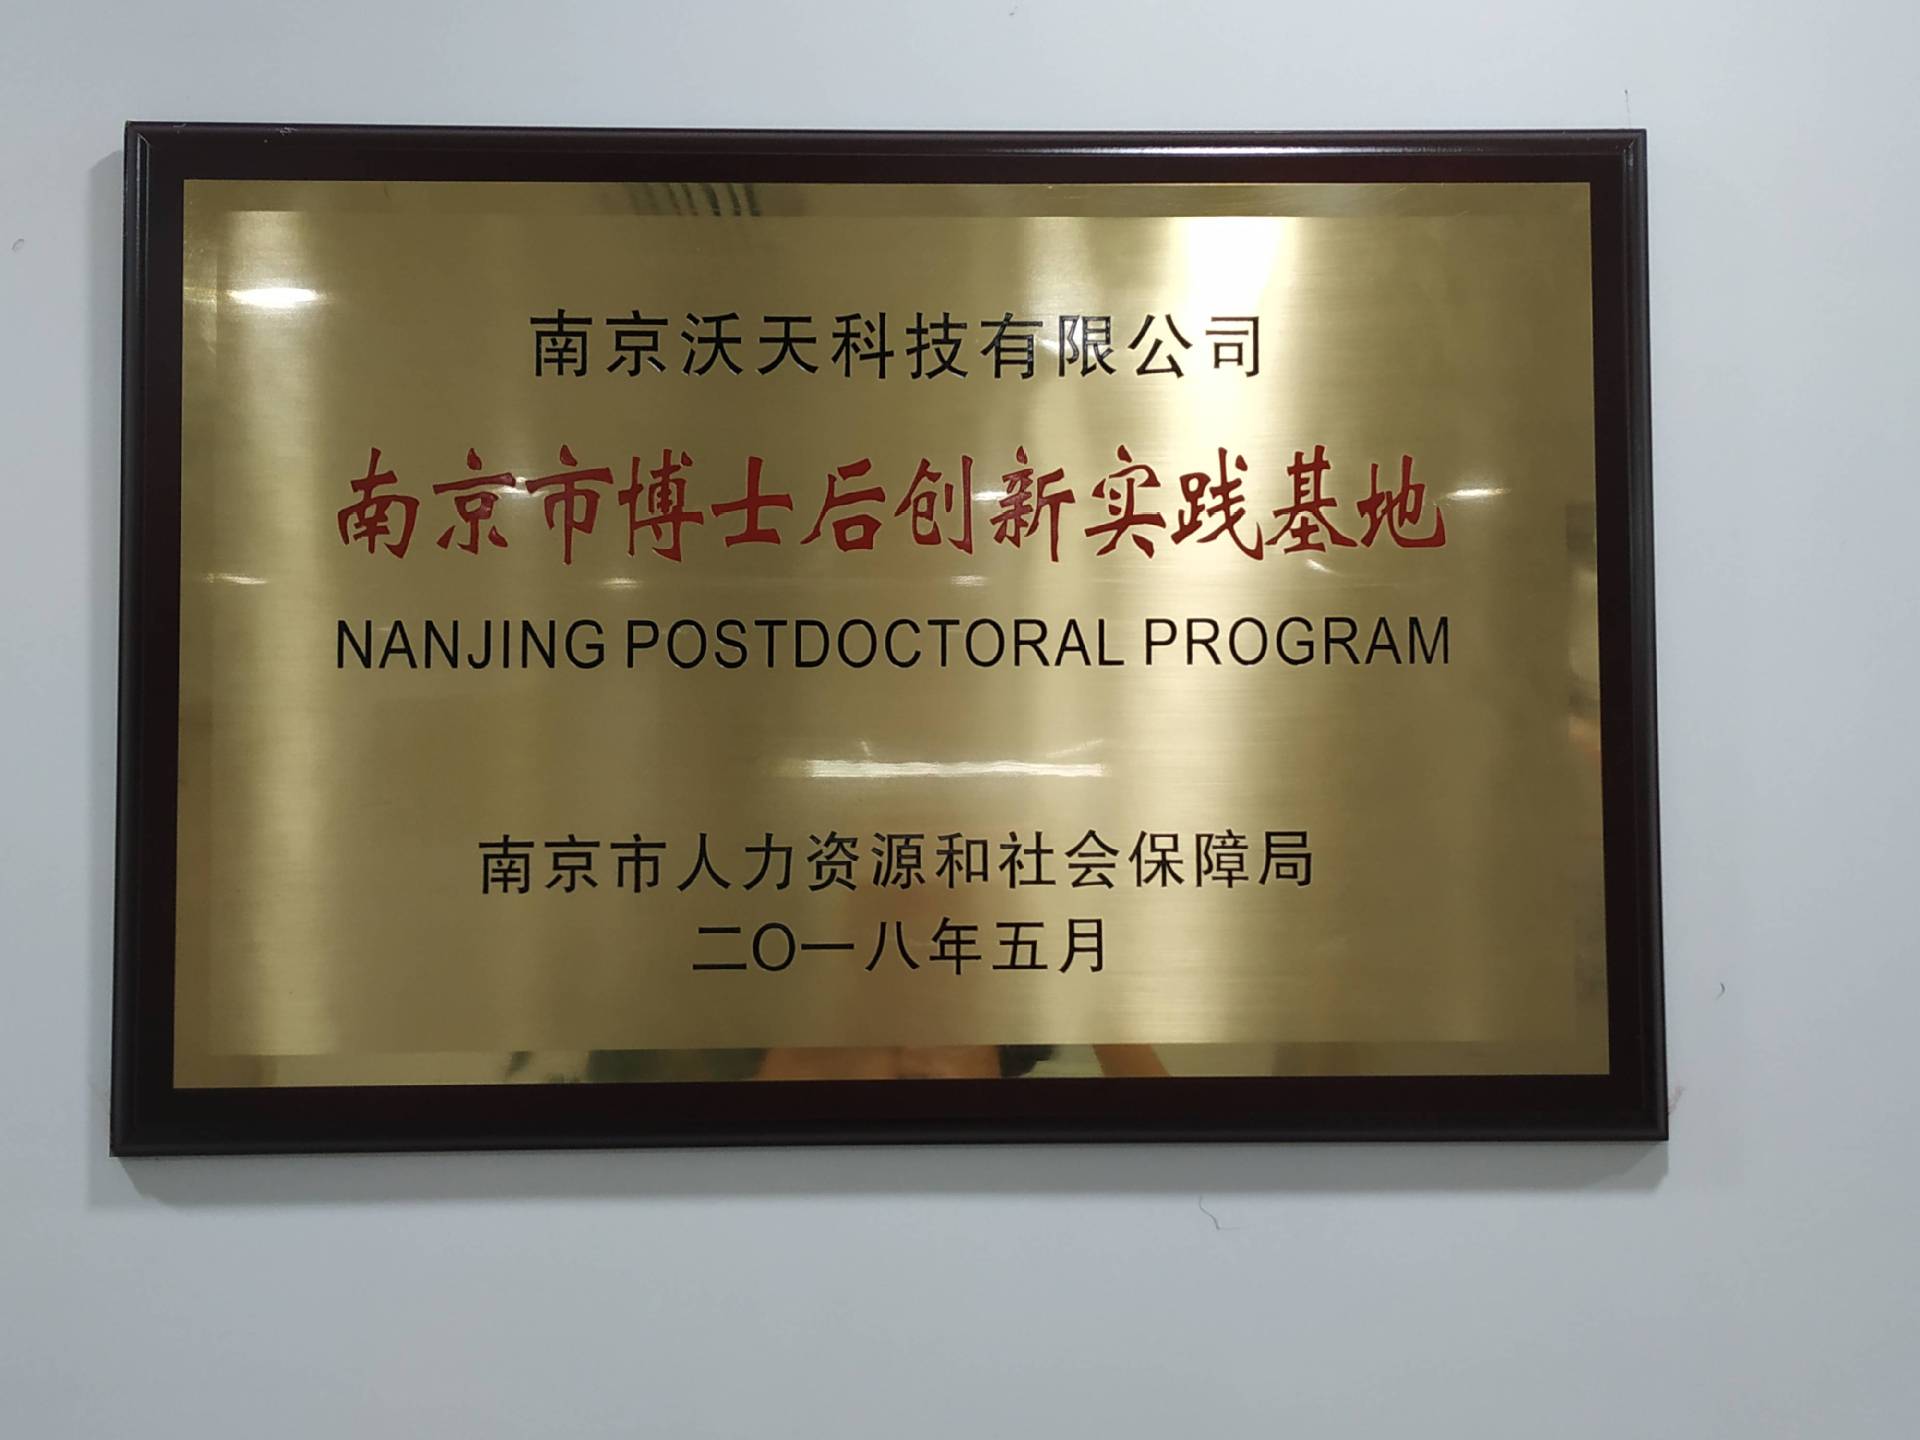 南京沃天科技有限公司
南京市博士后创新实践基地
NANJING POSTDOCTORAL PROGRAM
南京市人力资源和社会保障局
二〇一八年五月